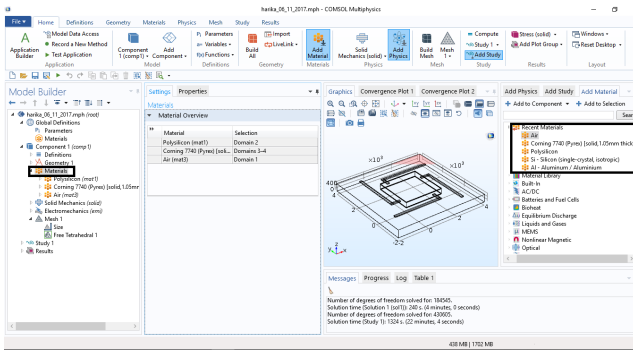 harika_06_11_2017.mph - COMSOL Multiphysics
File Home Definitions Geometry Materials Physics Mesh Study Results
Application Builder
Model Data Access
Record a New Method
Test Application
Application
Component 1 (comp1)
Add Component
Model
Pi Parameters
a= Variables
f(x) Functions
Definitions
Build All
Import
LiveLink
Geometry
Add Material
Materials
Solid Mechanics (solid)
Add Physics
Physics
Build Mesh
Mesh 1
Mesh
Compute
Study 1
Add Study
Study
Stress (solid)
Add Plot Group
Results
Windows
Reset Desktop
Layout
Model Builder
harika_06_11_2017.mph (root)
Global Definitions
Pi Parameters
Materials
Component 1 (comp1)
Definitions
Geometry 1
Materials
Polysilicon (mat1)
Corning 7740 (Pyrex) [solid,1.05mr
Air (mat3)
Solid Mechanics (solid)
Electromechanics (ems)
Mesh 1
Size
Free Tetrahedral 1
Study 1
Results
Settings Properties
Materials
Material Overview
Material Selection
Polysilicon (mat1) Domain 2
Corning 7740 (Pyrex) [soli... Domains 3-4
Air (mat3) Domain 1
Graphics Convergence Plot 1 Convergence Plot 2
×10³ ×10³
400
4 4
2
0 0
-2 -2
y z x
Messages Progress Log Table 1
Number of degrees of freedom solved for: 184545.
Solution time (Solution 1 (sol1)): 240 s. (4 minutes, 0 seconds)
Number of degrees of freedom solved for: 430605.
Solution time (Study 1): 1324 s. (22 minutes, 4 seconds)
Add Physics Add Study Add Material
Add to Component Add to Selection
Sear
Recent Materials
Air
Corning 7740 (Pyrex) [solid,1.05mm thick
Polysilicon
Si - Silicon (single-crystal, isotropic)
Al - Aluminum / Aluminium
Material Library
Built-In
AC/DC
Batteries and Fuel Cells
Bioheat
Equilibrium Discharge
Liquids and Gases
MEMS
Nonlinear Magnetic
Optical
438 MB | 1702 MB